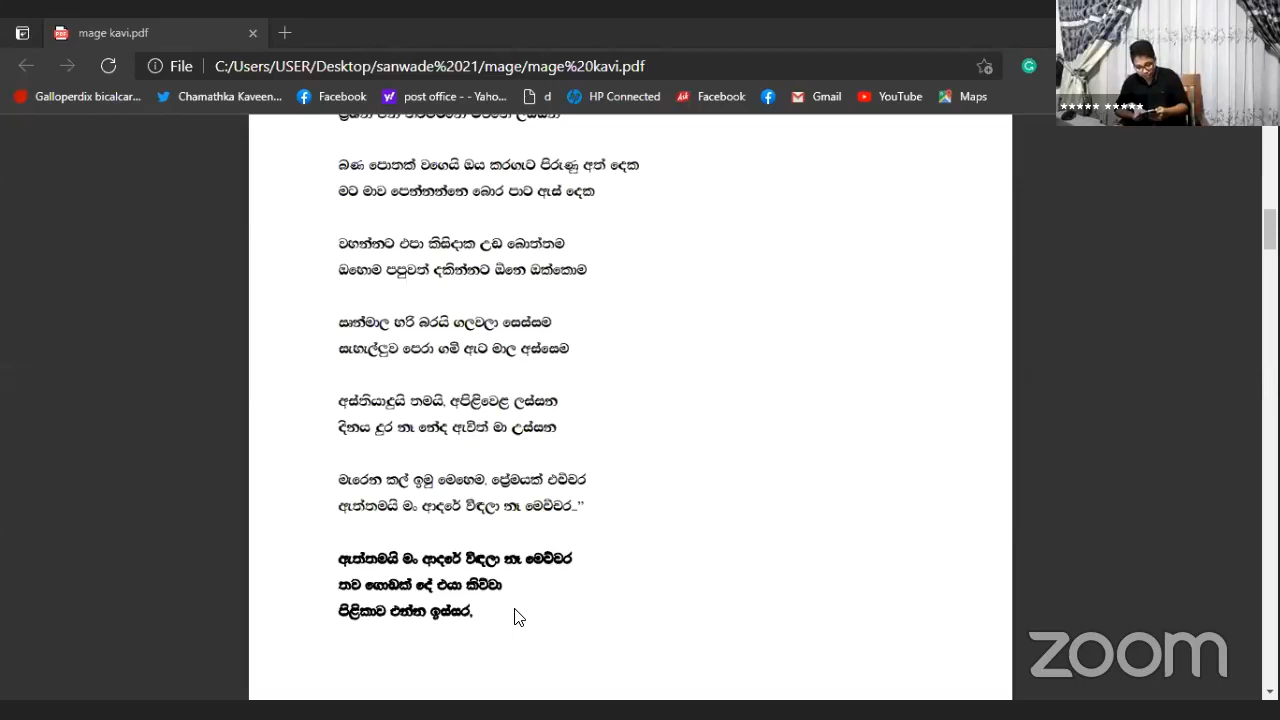 mage kavi.pdf
File C:/Users/USER/Desktop/sanwade%2021/mage/mage%20kavi.pdf
Galloperdix bicalcar... Chamathka Kaveen... Facebook post office - - Yaho... d HP Connected Facebook Gmail YouTube Maps
***** *****
බණ පොතක් වගෙයි ඔය කරගැට පිරුණු අත් දෙක
මට මාව පෙන්නන්නෙ බොර පාට ඇස් දෙක
වහන්නට එපා කිසිදාක උඩ බොත්තම
ඔහොම පපුවත් දකින්නට ඕනෙ ඔක්කොම
ඍන්මාල හරි බරයි ගලවලා සෙස්සම
සැහැල්ලුව පෙරා ගමි ඇට මාල අස්සෙම
අස්තියාදුයි තමයි, අපිළිවෙළ ලස්සන
දිනය දුර නෑ නේද ඇවිත් මා උස්සන
මැරෙන කල් ඉමු මෙහෙම, ප්‍රේමයක් එච්චර
ඇත්තමයි මං ආදරේ විඳලා නෑ මෙච්චර..."
ඇත්තමයි මං ආදරේ විඳලා නෑ මෙච්චර
තව ගොඩක් දේ එයා කිව්වා
පිළිකාව එන්න ඉස්සර,
zoom